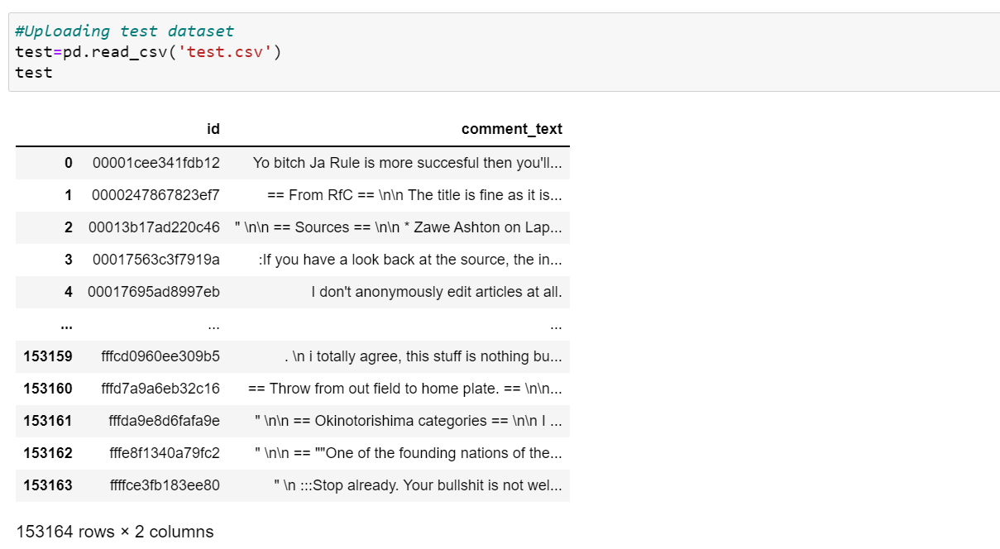 #Uploading test dataset
test=pd.read_csv('test.csv')
test
id comment_text
0 00001cee341fdb12 Yo bitch Ja Rule is more succesful then you'll...
1 0000247867823ef7 == From RfC == \n\n The title is fine as it is...
2 00013b17ad220c46 " \n\n == Sources == \n\n * Zawe Ashton on Lap...
3 00017563c3f7919a :If you have a look back at the source, the in...
4 00017695ad8997eb I don't anonymously edit articles at all.
... ... ...
153159 fffcd0960ee309b5 . \n i totally agree, this stuff is nothing bu...
153160 fffd7a9a6eb32c16 == Throw from out field to home plate. == \n\n...
153161 fffda9e8d6fafa9e " \n\n == Okinotorishima categories == \n\n I ...
153162 fffe8f1340a79fc2 " \n\n == ""One of the founding nations of the...
153163 ffffce3fb183ee80 " \n :::Stop already. Your bullshit is not wel...
153164 rows × 2 columns